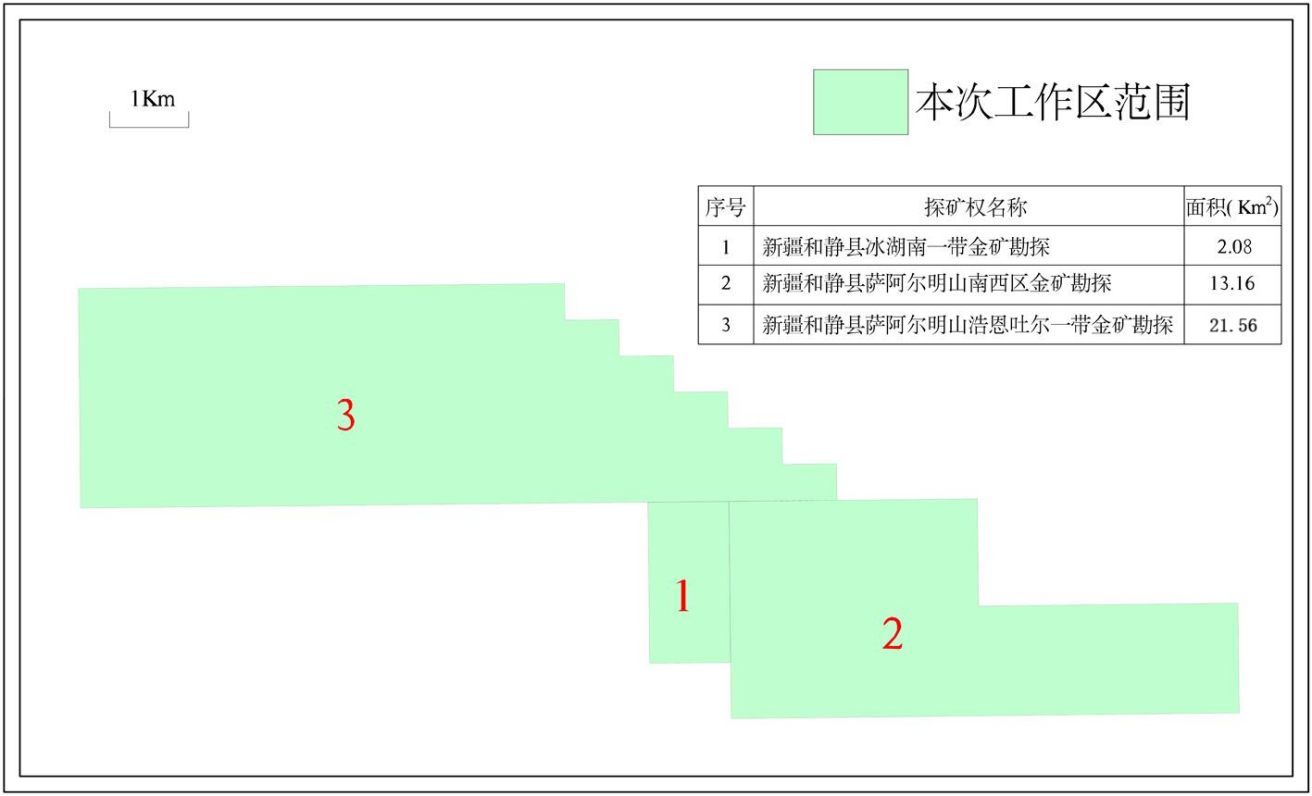 1Km
本次工作区范围
序号 探矿权名称 面积( Km²)
1 新疆和静县冰湖南一带金矿勘探 2.08
2 新疆和静县萨阿尔明山南西区金矿勘探 13.16
3 新疆和静县萨阿尔明山浩恩吐尔一带金矿勘探 21.56
3
1
2